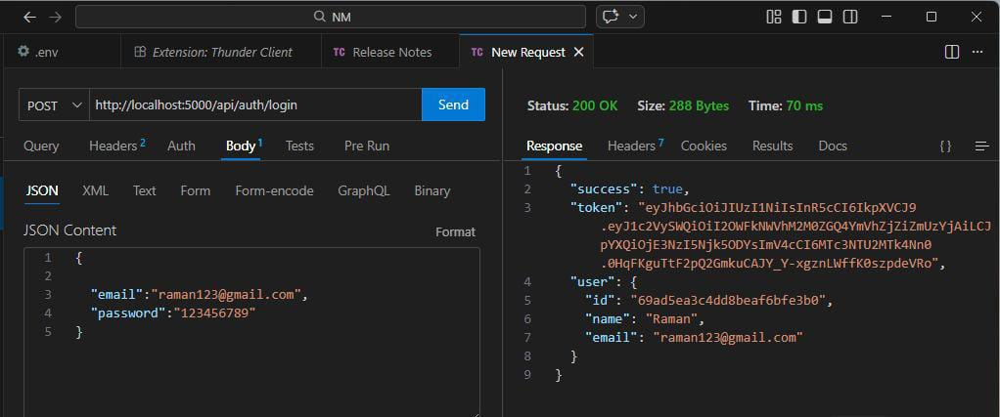 NM
.env
Extension: Thunder Client
TC Release Notes
TC New Request
POST http://localhost:5000/api/auth/login Send
Query Headers 2 Auth Body 1 Tests Pre Run
JSON XML Text Form Form-encode GraphQL Binary
JSON Content Format
1 {
2
3 "email":"raman123@gmail.com",
4 "password":"123456789"
5 }
Status: 200 OK Size: 288 Bytes Time: 70 ms
Response Headers 7 Cookies Results Docs {}
1 {
2 "success": true,
3 "token": "eyJhbGciOiJIUzI1NiIsInR5cCI6IkpXVCJ9
.eyJ1c2VySWQiOiI2OWFkNWVhM2M0ZGQ4YmVhZjZiZmUzYjAiLCJ
pYXQiOjE3NzI5Njk5ODYsImV4cCI6MTc3NTU2MTk4Nn0
.0HqFKguTtF2pQ2GmkuCAJY_Y-xgznLWffK0szpdeVRo",
4 "user": {
5 "id": "69ad5ea3c4dd8beaf6bfe3b0",
6 "name": "Raman",
7 "email": "raman123@gmail.com"
8 }
9 }